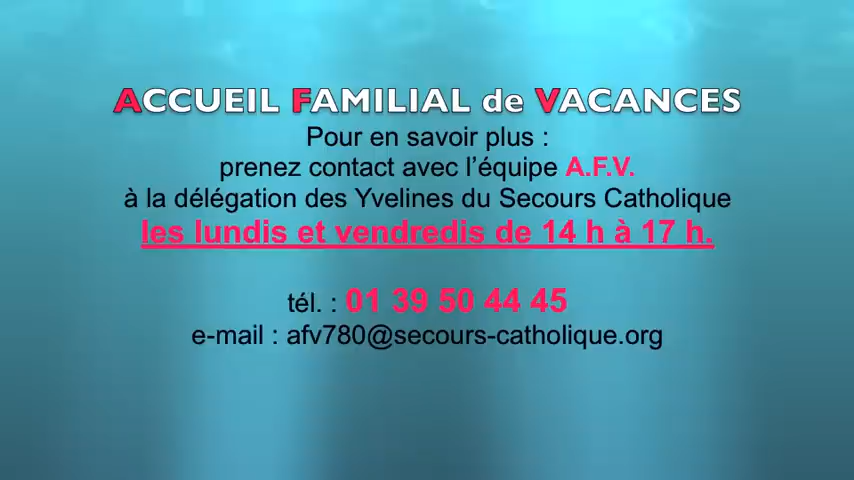 ACCUEIL FAMILIAL de VACANCES
Pour en savoir plus :
prenez contact avec l’équipe A.F.V.
à la délégation des Yvelines du Secours Catholique
les lundis et vendredis de 14 h à 17 h.
tél. : 01 39 50 44 45
e-mail : afv780@secours-catholique.org